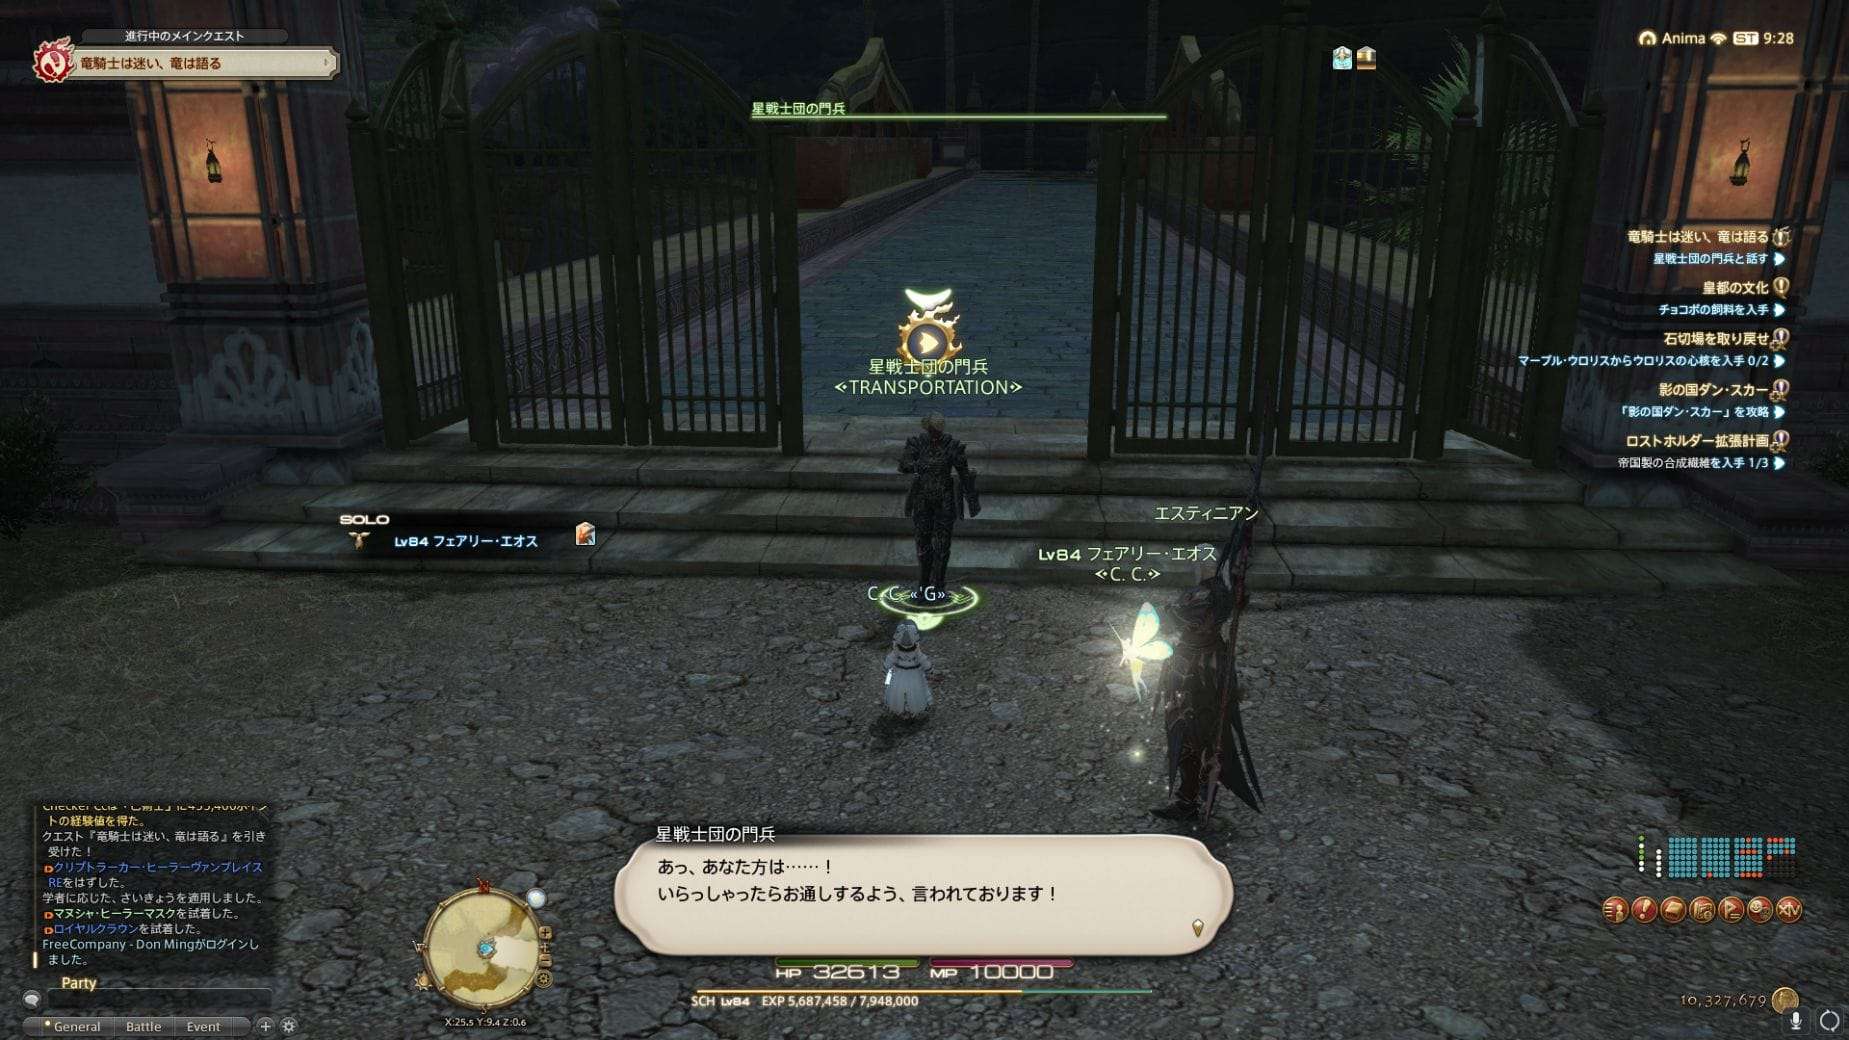 進行中のメインクエスト
竜騎士は迷い、竜は語る
Anima ST 9:28
星戦士団の門兵
竜騎士は迷い、竜は語る
星戦士団の門兵と話す
皇都の文化
チョコボの飼料を入手
石切場を取り戻せ
マーブル・ウロリスからウロリスの心核を入手 0/2
影の国ダン・スカー
「影の国ダン・スカー」を攻略
ロストホルダー拡張計画
帝国製の合成繊維を入手 1/3
星戦士団の門兵
TRANSPORTATION
SOLO
Lv84 フェアリー・エオス
エスティニアン
Lv84 フェアリー・エオス
C. C.
C. C. «'G»
トの経験値を得た。
クエスト『竜騎士は迷い、竜は語る』を引き
受けた！
クリプトラーカー・ヒーラーヴァンブレイス
REをはずした。
学者に応じた、さいきょうを適用しました。
マヌシャ・ヒーラーマスクを試着した。
ロイヤルクラウンを試着した。
FreeCompany - Don Mingがログインし
ました。
Party
General Battle Event
X:25.5 Y:9.4 Z:0.6
星戦士団の門兵
あっ、あなた方は……！
いらっしゃったらお通しするよう、言われております！
HP 32613 MP 10000
SCH Lv84 EXP 5,687,458 / 7,948,000
XIV
10,327,679